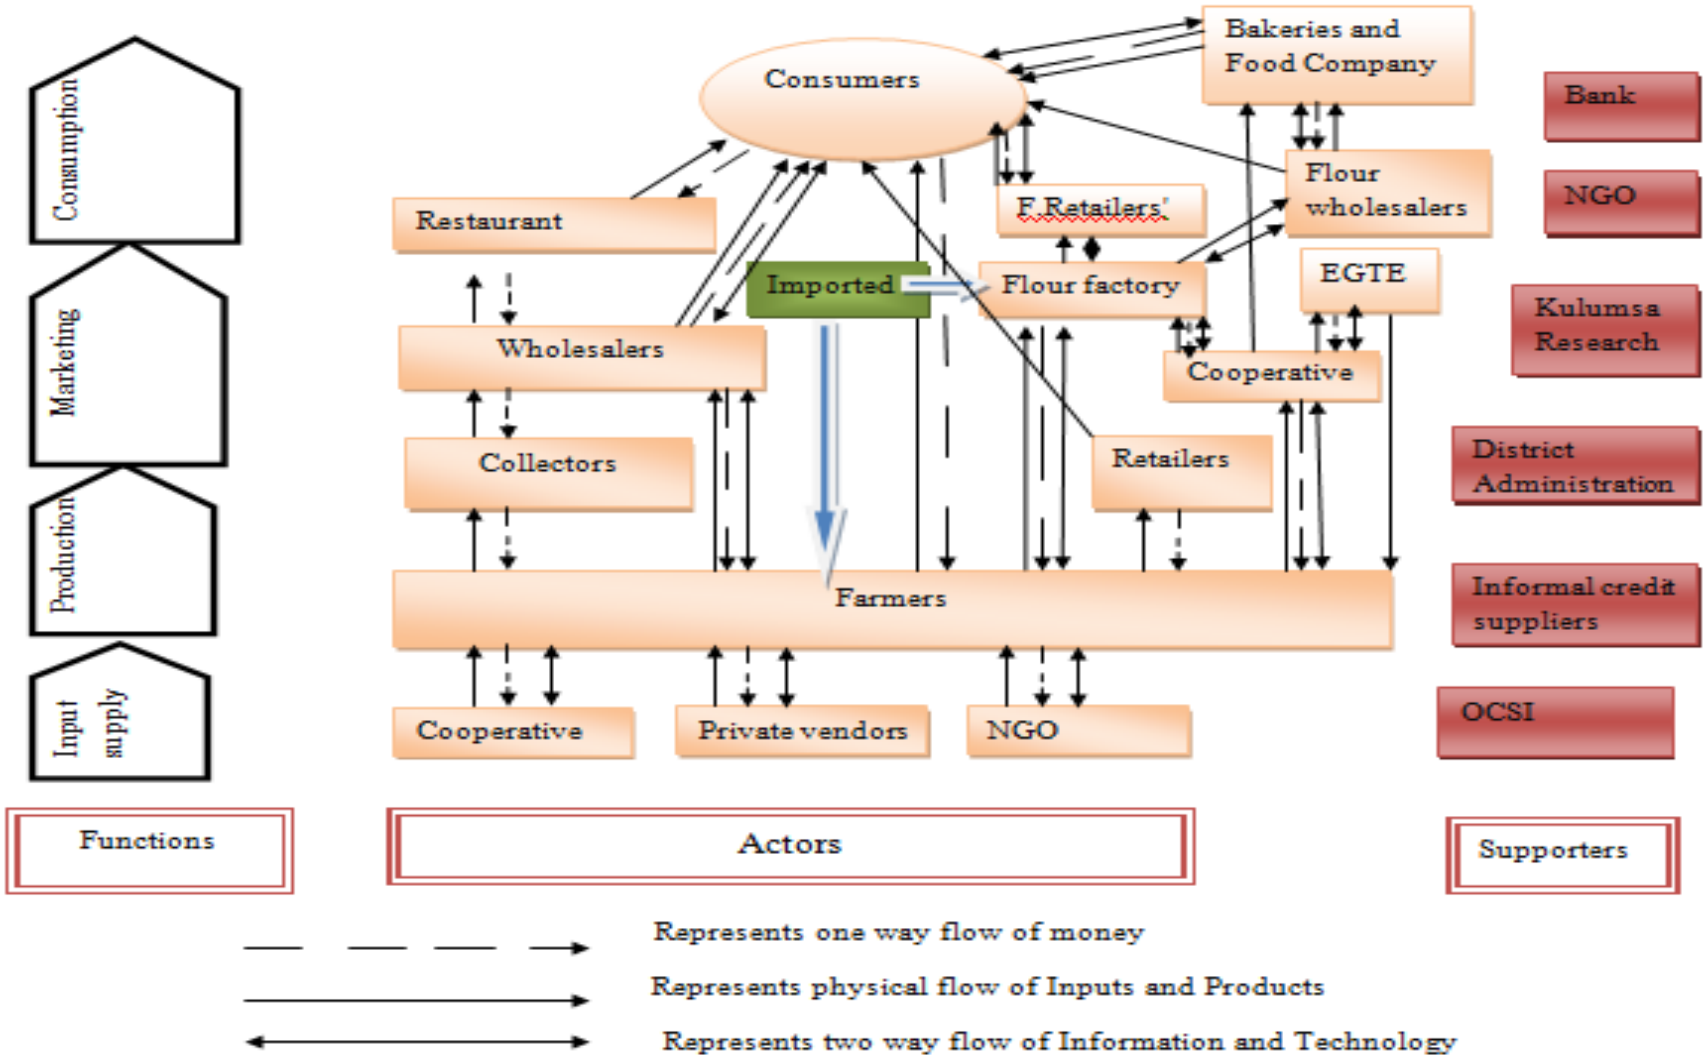 Bakeries and
Food Company
Consumers
Bank
Consumption
Flour
wholesalers
NGO
F.Retailers'
Restaurant
EGTE
Imported
Flour factory
Kulumsa
Research
Marketing
Wholesalers
Cooperative
Collectors
Retailers
District
Administration
Production
Farmers
Informal credit
suppliers
Input
supply
Cooperative
Private vendors
NGO
OCSI
Functions
Actors
Supporters
Represents one way flow of money
Represents physical flow of Inputs and Products
Represents two way flow of Information and Technology